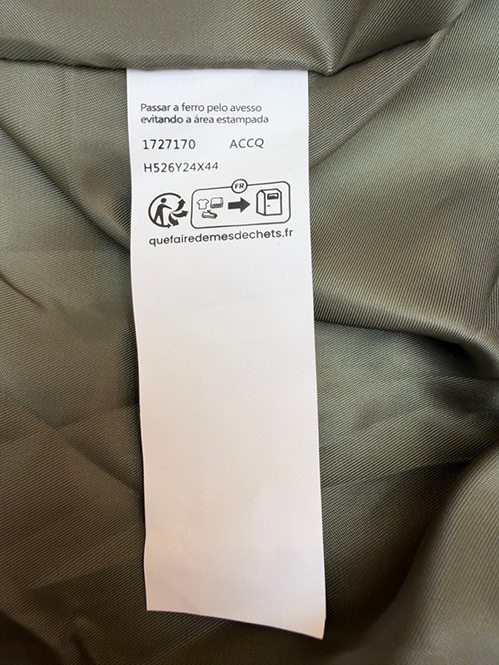 Passar a ferro pelo avesso
evitando a área estampada
1727170 ACCQ
H526Y24X44
FR
quefairedemesdechets.fr